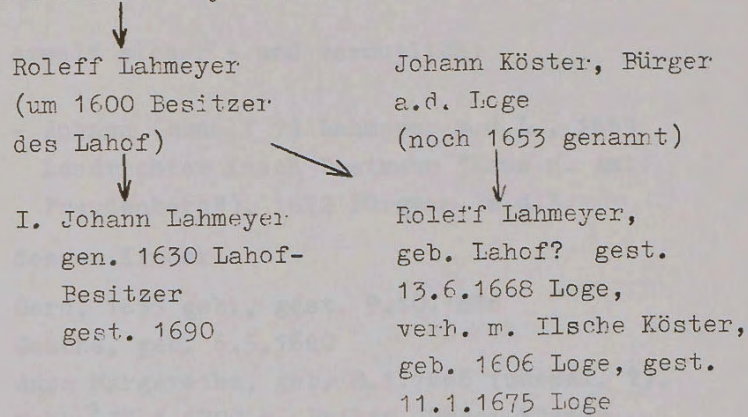 Roleff Lahmeyer
(um 1600 Besitzer
des Lahof)
Johann Köster, Bürger
a.d. Loge
(noch 1653 genannt)
I. Johann Lahmeyer
gen. 1630 Lahof-
Besitzer
gest. 1690
Roleff Lahmeyer,
geb. Lahof? gest.
13.6.1668 Loge,
verh. m. Ilsche Köster,
geb. 1606 Loge, gest.
11.1.1675 Loge